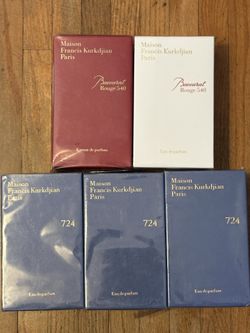 Maison
Francis Kurkdjian
Paris
Baccarat
Rouge 540
Extrait de parfum
Maison
Francis Kurkdjian
Paris
Baccarat
Rouge 540
Eau de parfum
Maison
Francis Kurkdjian
Paris
724
Eau de parfum
Maison
Francis Kurkdjian
Paris
724
Eau de parfum
Maison
Francis Kurkdjian
Paris
724
Eau de parfum